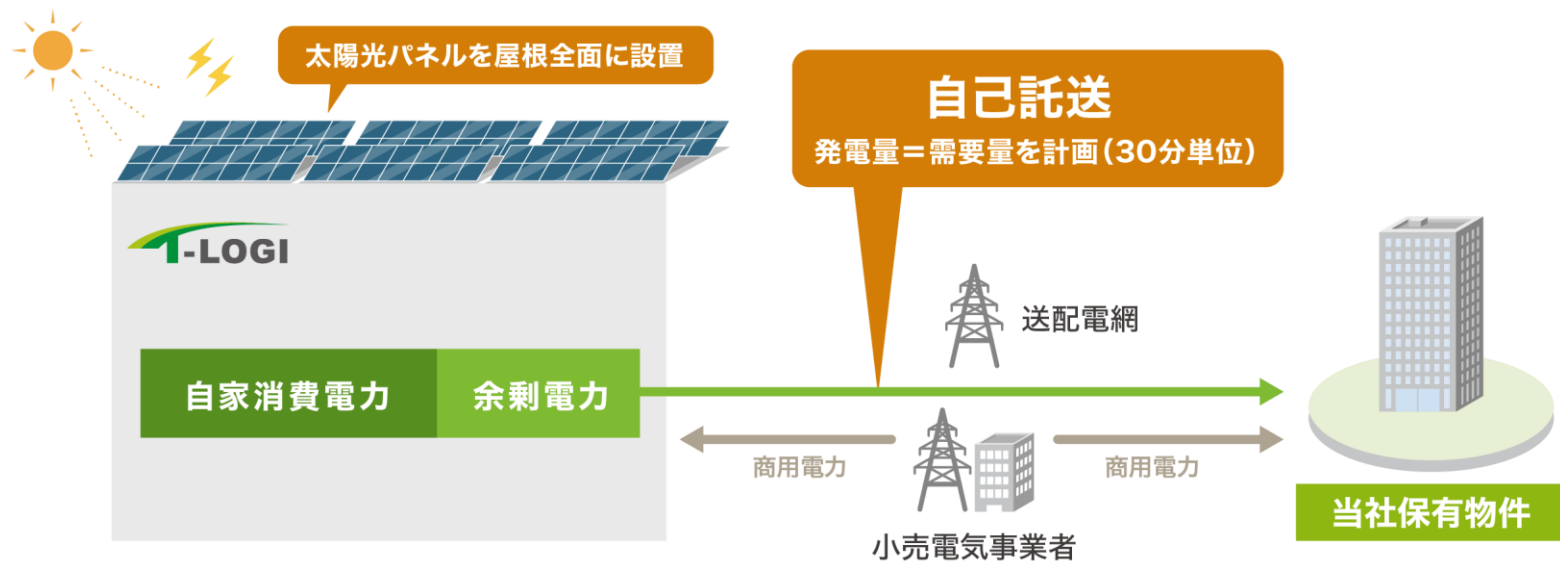 太陽光パネルを屋根全面に設置
自己託送
発電量＝需要量を計画（30分単位）
T-LOGI
送配電網
自家消費電力
余剰電力
商用電力
商用電力
小売電気事業者
当社保有物件